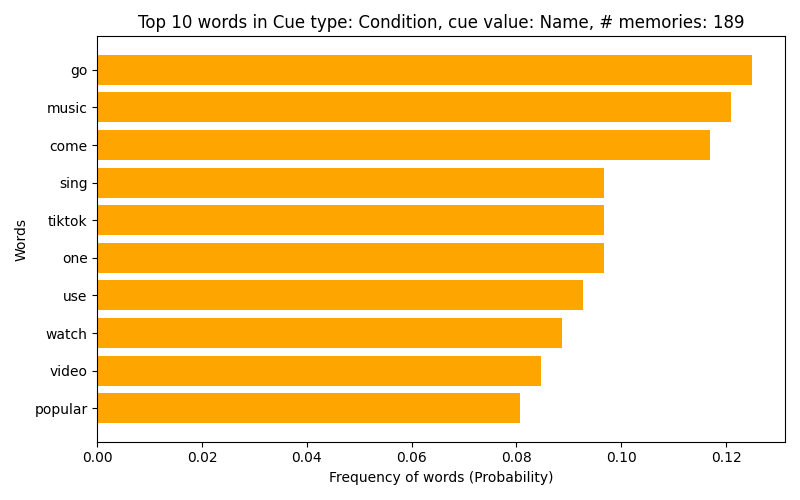 Top 10 words in Cue type: Condition, cue value: Name, # memories: 189
go
music
come
sing
tiktok
one
use
watch
video
popular
Words
0.00 0.02 0.04 0.06 0.08 0.10 0.12
Frequency of words (Probability)